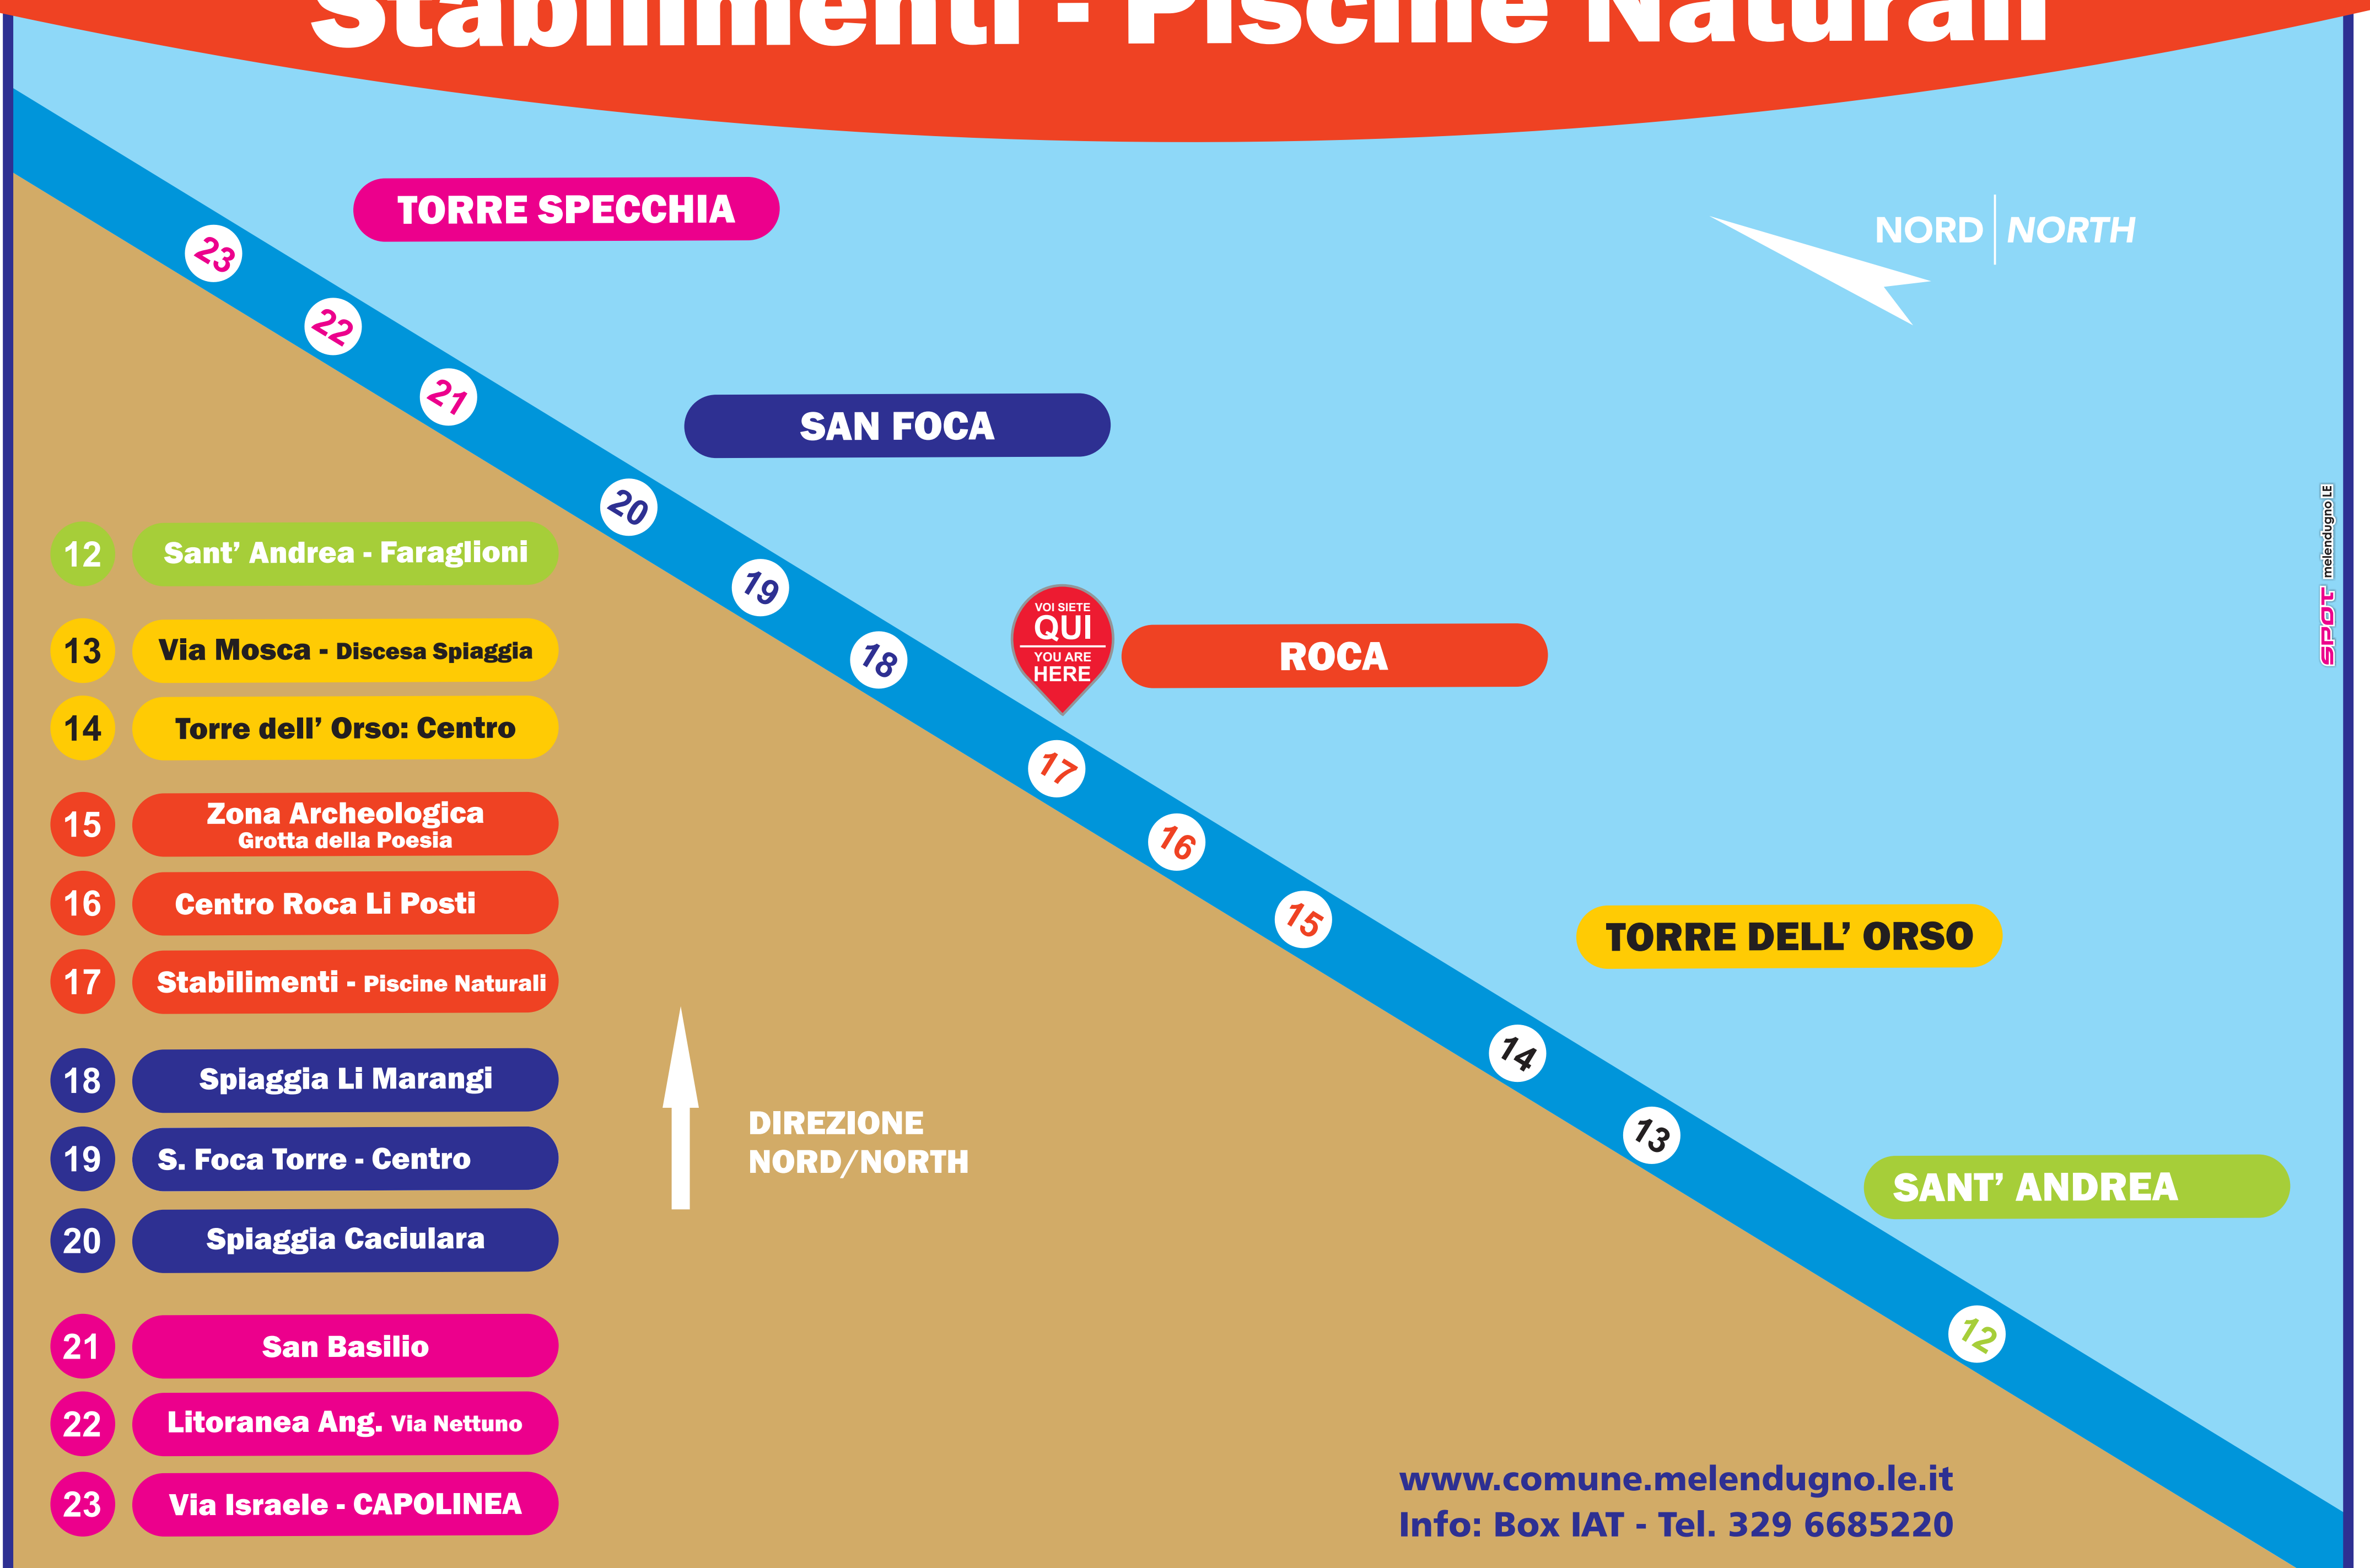 Stabilimenti - Piscine Naturali
TORRE SPECCHIA
NORD NORTH
23
22
21
SAN FOCA
20
19
18
VOI SIETE
QUI
YOU ARE
HERE
ROCA
17
16
15
TORRE DELL’ ORSO
14
13
SANT’ ANDREA
12
12 Sant’ Andrea - Faraglioni
13 Via Mosca - Discesa Spiaggia
14 Torre dell’ Orso: Centro
15 Zona Archeologica
Grotta della Poesia
16 Centro Roca Li Posti
17 Stabilimenti - Piscine Naturali
18 Spiaggia Li Marangi
19 S. Foca Torre - Centro
20 Spiaggia Caciulara
21 San Basilio
22 Litoranea Ang. Via Nettuno
23 Via Israele - CAPOLINEA
DIREZIONE
NORD/NORTH
SPOT melendugno LE
www.comune.melendugno.le.it
Info: Box IAT - Tel. 329 6685220